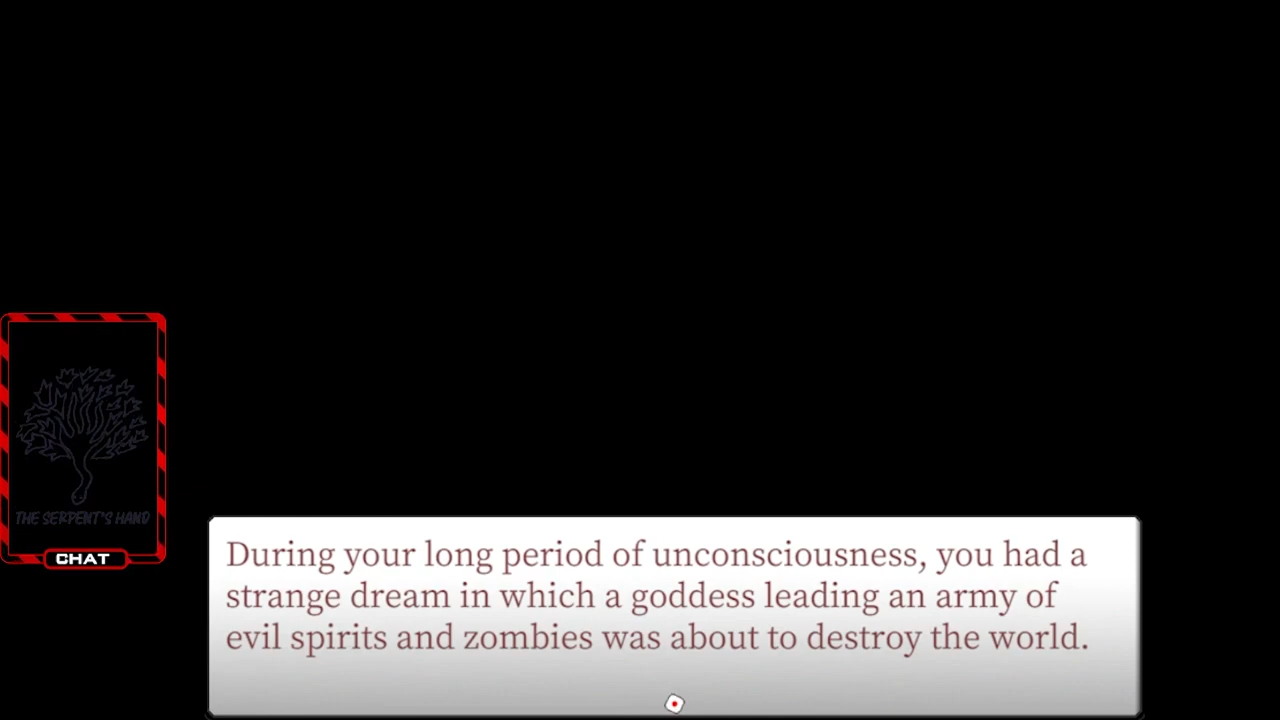 THE SERPENT'S HAND
CHAT
During your long period of unconsciousness, you had a
strange dream in which a goddess leading an army of
evil spirits and zombies was about to destroy the world.